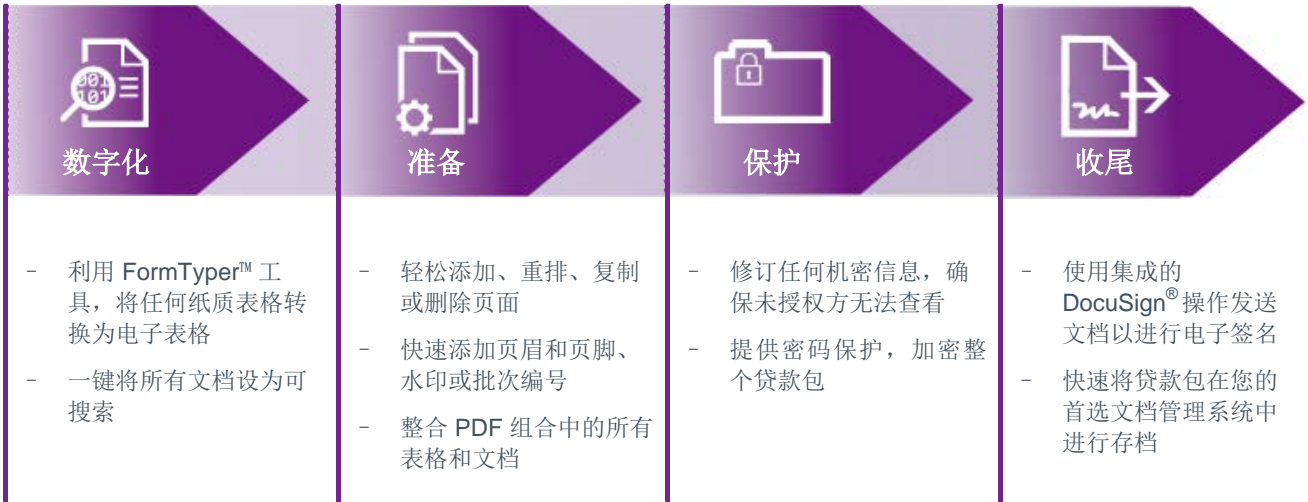 001
101
数字化
- 利用 FormTyper™ 工
具，将任何纸质表格转
换为电子表格
- 一键将所有文档设为可
搜索
准备
- 轻松添加、重排、复制
或删除页面
- 快速添加页眉和页脚、
水印或批次编号
- 整合 PDF 组合中的所有
表格和文档
保护
- 修订任何机密信息，确
保未授权方无法查看
- 提供密码保护，加密整
个贷款包
收尾
- 使用集成的
DocuSign® 操作发送
文档以进行电子签名
- 快速将贷款包在您的
首选文档管理系统中
进行存档